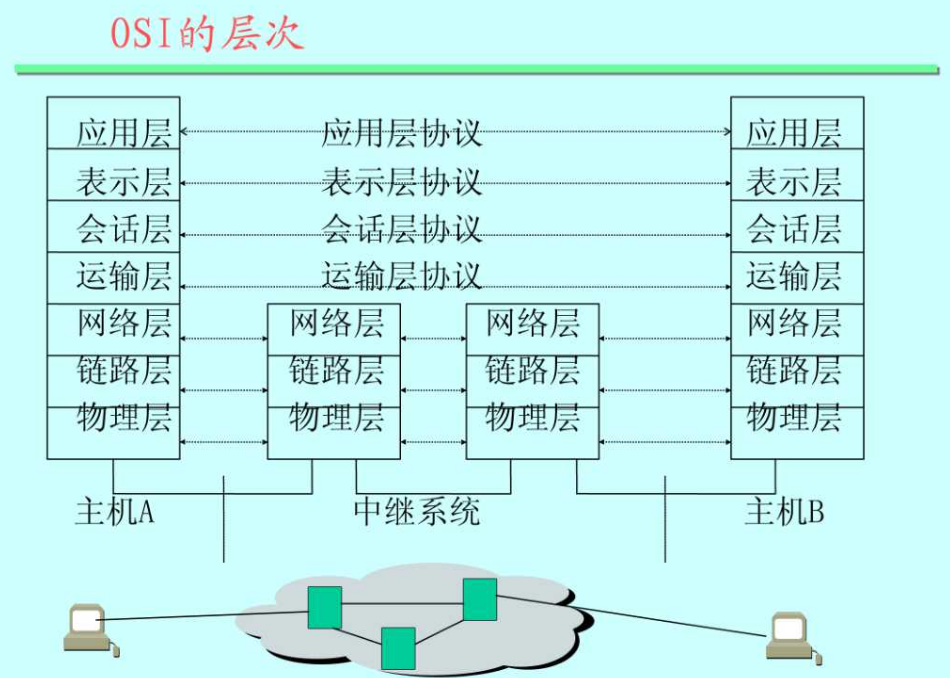 OSI的层次
应用层 应用层协议 应用层
表示层 表示层协议 表示层
会话层 会话层协议 会话层
运输层 运输层协议 运输层
网络层 网络层 网络层 网络层
链路层 链路层 链路层 链路层
物理层 物理层 物理层 物理层
主机A 中继系统 主机B